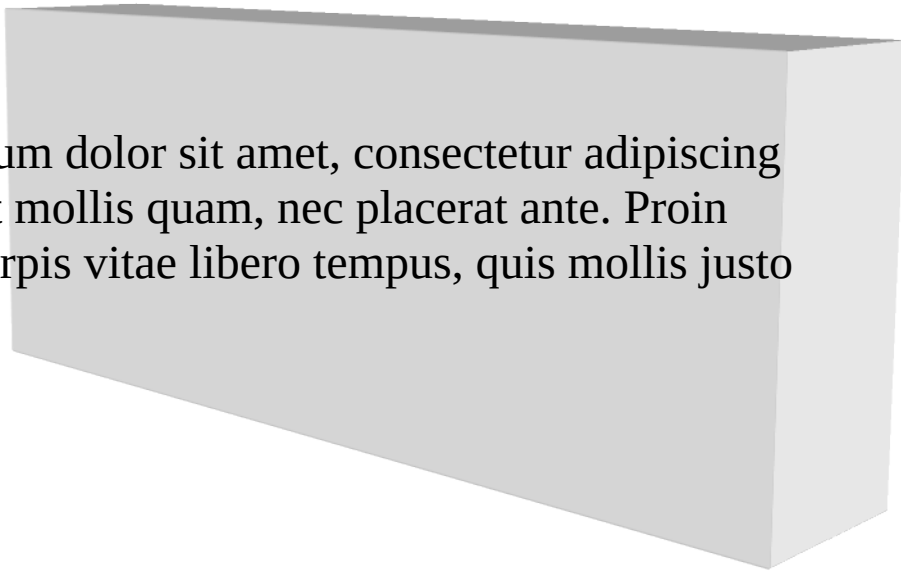 um dolor sit amet, consectetur adipiscing
mollis quam, nec placerat ante. Proin
rpis vitae libero tempus, quis mollis justo